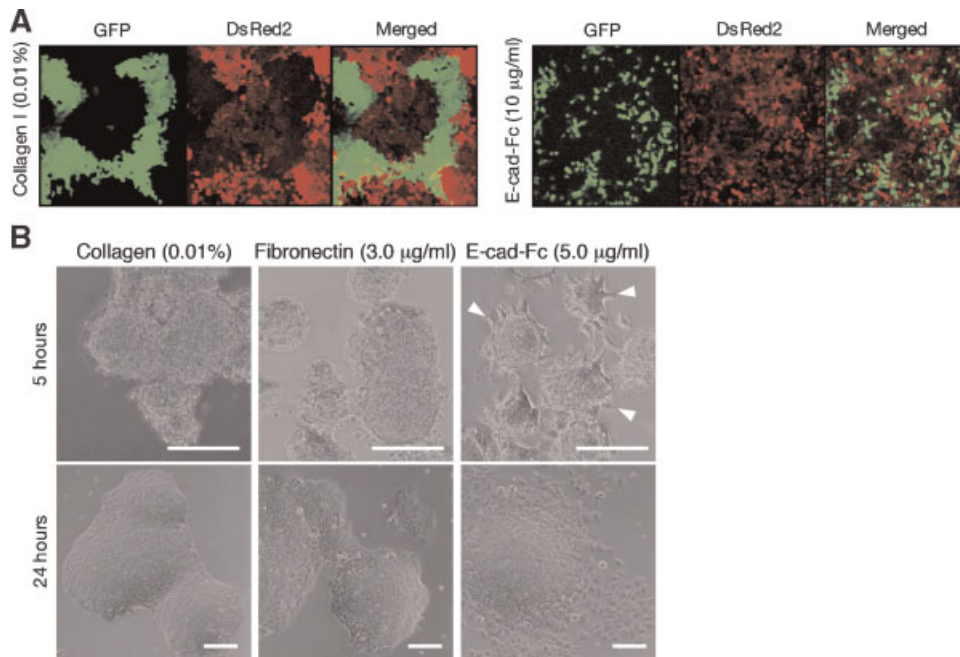 A
GFP DsRed2 Merged
Collagen I (0.01%)
GFP DsRed2 Merged
E-cad-Fc (10 μg/ml)
B
Collagen (0.01%) Fibronectin (3.0 μg/ml) E-cad-Fc (5.0 μg/ml)
5 hours
24 hours